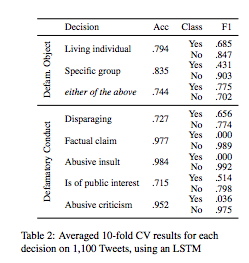 Decision Acc Class F1
Defam. Object
Living individual .794 Yes .685
No .847
Specific group .835 Yes .431
No .903
either of the above .744 Yes .775
No .702
Defamatory Conduct
Disparaging .727 Yes .656
No .774
Factual claim .977 Yes .000
No .989
Abusive insult .984 Yes .000
No .992
Is of public interest .715 Yes .514
No .798
Abusive criticism .952 Yes .036
No .975
Table 2: Averaged 10-fold CV results for each
decision on 1,100 Tweets, using an LSTM